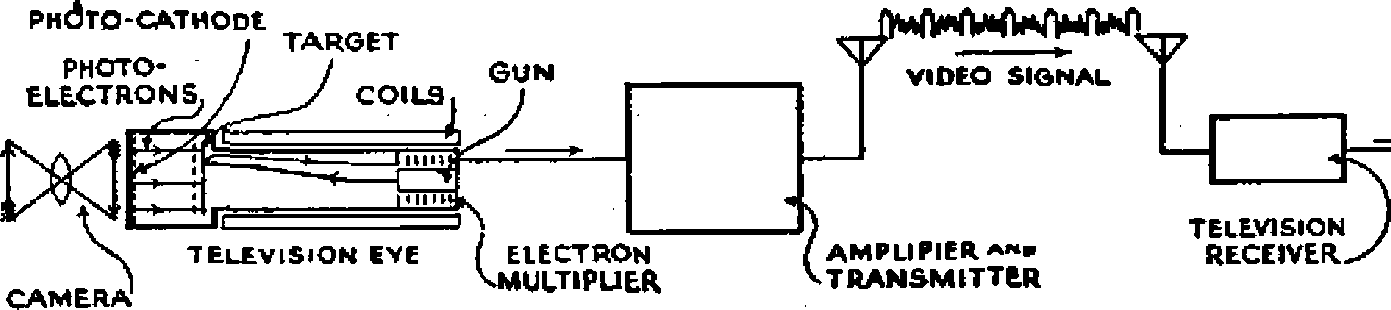 PHOTO-CATHODE
TARGET
PHOTO-
ELECTRONS
COILS
GUN
VIDEO SIGNAL
TELEVISION EYE
ELECTRON
MULTIPLIER
AMPLIFIER AND
TRANSMITTER
TELEVISION
RECEIVER
CAMERA